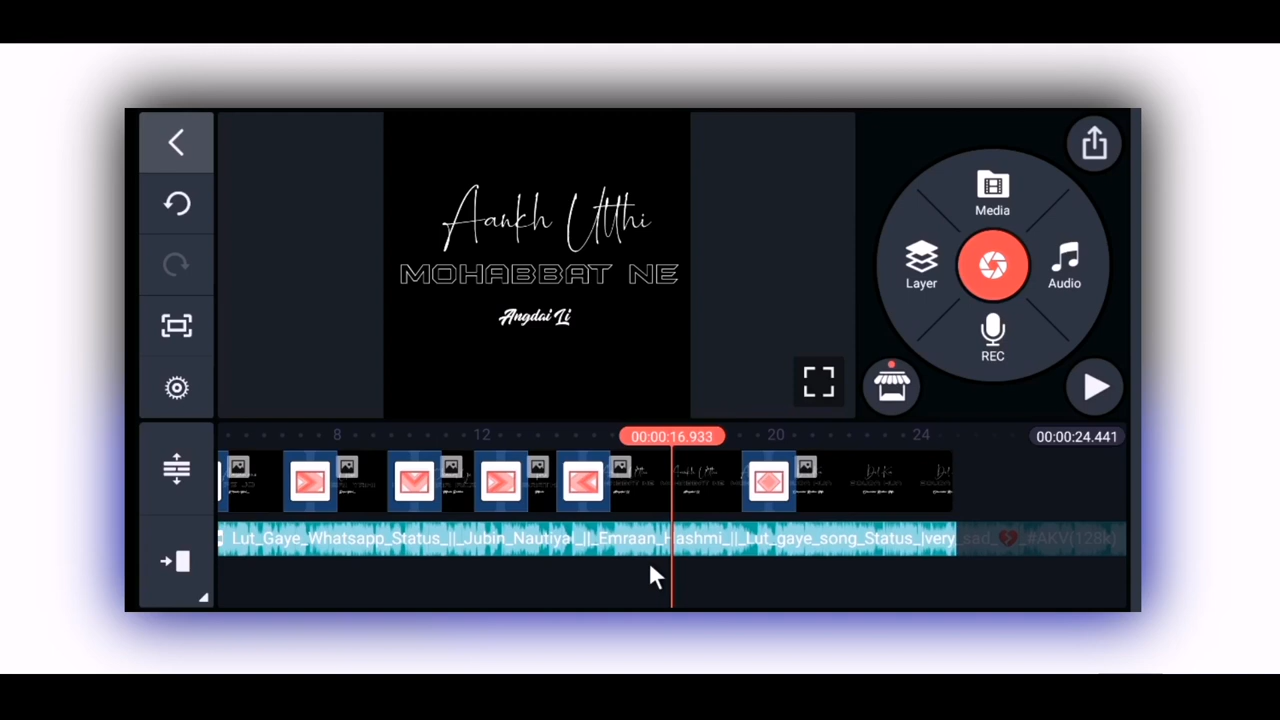 Aankh Utthi
MOHABBAT NE
Angdai Li
Media
Layer
Audio
REC
8
12
00:00:16.933
20
24
00:00:24.441
Lut_Gaye_Whatsapp_Status_||_Jubin_Nautiyal_||_Emraan_Hashmi_||_Lut_gaye_song_Status_|very_sad_💔_#AKV(128k)